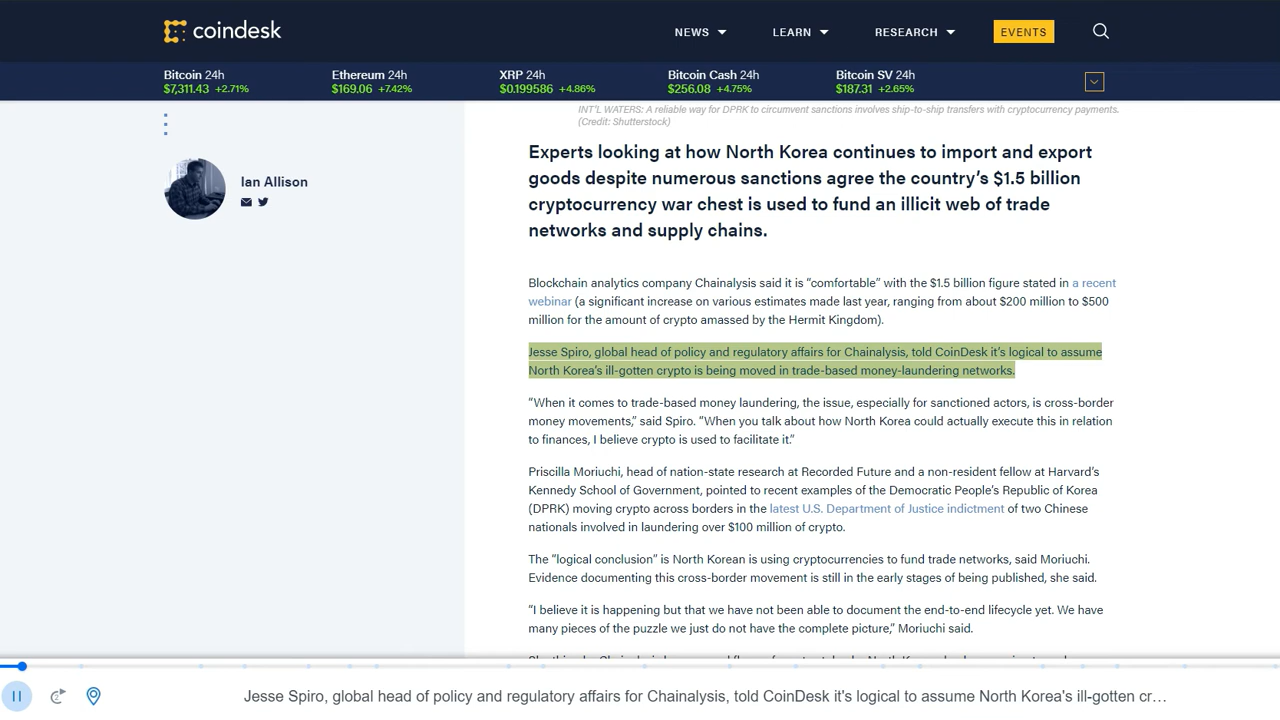 coindesk
NEWS
LEARN
RESEARCH
EVENTS
Bitcoin 24h
$7,311.43 +2.71%
Ethereum 24h
$169.06 +7.42%
XRP 24h
$0.199586 +4.86%
Bitcoin Cash 24h
$256.08 +4.75%
Bitcoin SV 24h
$187.31 +2.65%
INT'L WATERS: A reliable way for DPRK to circumvent sanctions involves ship-to-ship transfers with cryptocurrency payments.
(Credit: Shutterstock)
Ian Allison
Experts looking at how North Korea continues to import and export
goods despite numerous sanctions agree the country’s $1.5 billion
cryptocurrency war chest is used to fund an illicit web of trade
networks and supply chains.
Blockchain analytics company Chainalysis said it is “comfortable” with the $1.5 billion figure stated in a recent
webinar (a significant increase on various estimates made last year, ranging from about $200 million to $500
million for the amount of crypto amassed by the Hermit Kingdom).
Jesse Spiro, global head of policy and regulatory affairs for Chainalysis, told CoinDesk it’s logical to assume
North Korea’s ill-gotten crypto is being moved in trade-based money-laundering networks.
“When it comes to trade-based money laundering, the issue, especially for sanctioned actors, is cross-border
money movements,” said Spiro. “When you talk about how North Korea could actually execute this in relation
to finances, I believe crypto is used to facilitate it.”
Priscilla Moriuchi, head of nation-state research at Recorded Future and a non-resident fellow at Harvard’s
Kennedy School of Government, pointed to recent examples of the Democratic People’s Republic of Korea
(DPRK) moving crypto across borders in the latest U.S. Department of Justice indictment of two Chinese
nationals involved in laundering over $100 million of crypto.
The “logical conclusion” is North Korean is using cryptocurrencies to fund trade networks, said Moriuchi.
Evidence documenting this cross-border movement is still in the early stages of being published, she said.
“I believe it is happening but that we have not been able to document the end-to-end lifecycle yet. We have
many pieces of the puzzle we just do not have the complete picture,” Moriuchi said.
Jesse Spiro, global head of policy and regulatory affairs for Chainalysis, told CoinDesk it's logical to assume North Korea's ill-gotten cr…